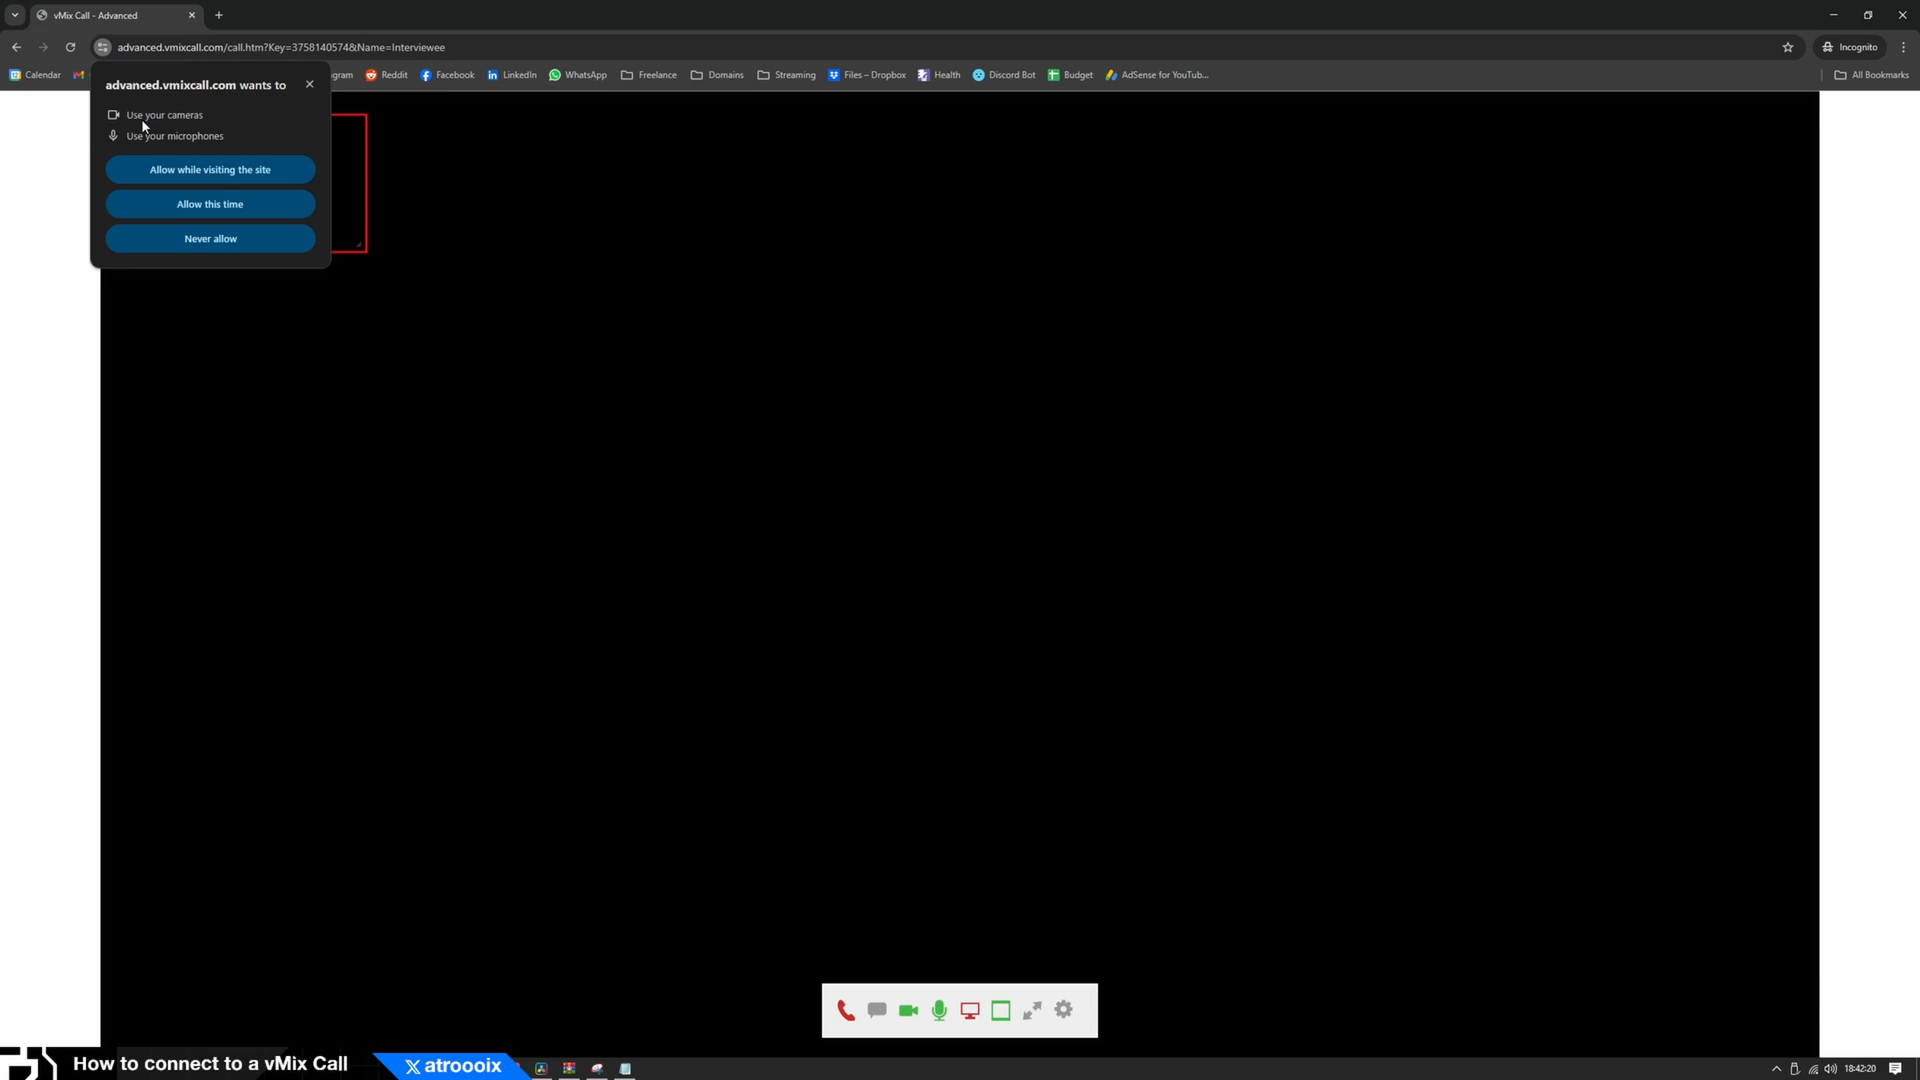 vMix Call - Advanced
advanced.vmixcall.com/call.htm?Key=3758140574&Name=Interviewee
Incognito
Calendar
gram
Reddit
Facebook
LinkedIn
WhatsApp
Freelance
Domains
Streaming
Files – Dropbox
Health
Discord Bot
Budget
AdSense for YouTub...
All Bookmarks
advanced.vmixcall.com wants to
Use your cameras
Use your microphones
Allow while visiting the site
Allow this time
Never allow
How to connect to a vMix Call
X atroooix
18:42:20